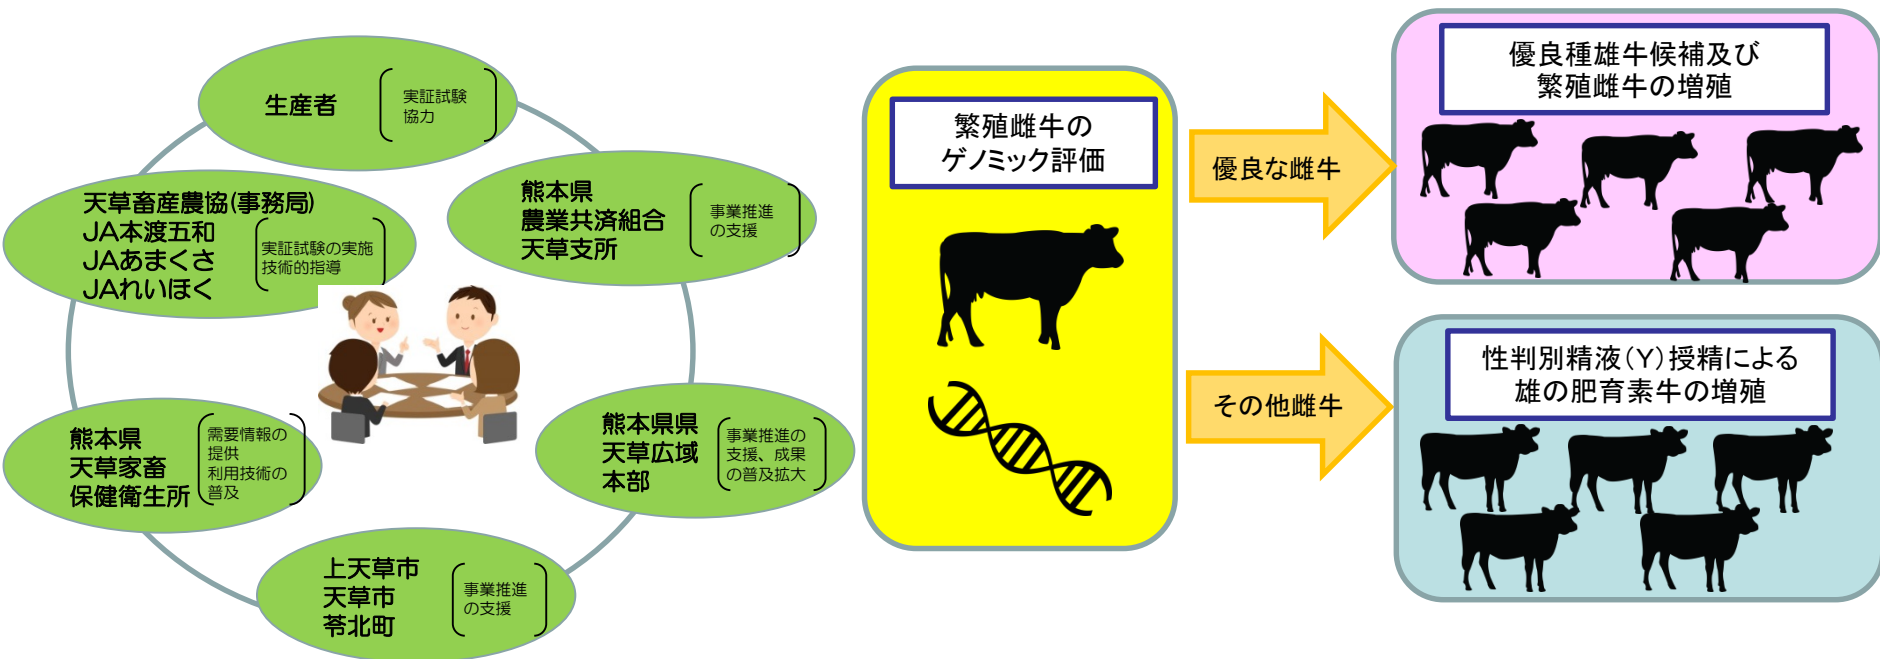 生産者
実証試験
協力
天草畜産農協(事務局)
JA本渡五和
JAあまくさ
JAれいほく
実証試験の実施
技術的指導
熊本県
農業共済組合
天草支所
事業推進
の支援
熊本県
天草家畜
保健衛生所
需要情報の
提供
利用技術の
普及
熊本県県
天草広域
本部
事業推進の
支援、成果
の普及拡大
上天草市
天草市
苓北町
事業推進
の支援
繁殖雌牛の
ゲノミック評価
優良な雌牛
その他雌牛
優良種雄牛候補及び
繁殖雌牛の増殖
性判別精液(Y)授精による
雄の肥育素牛の増殖